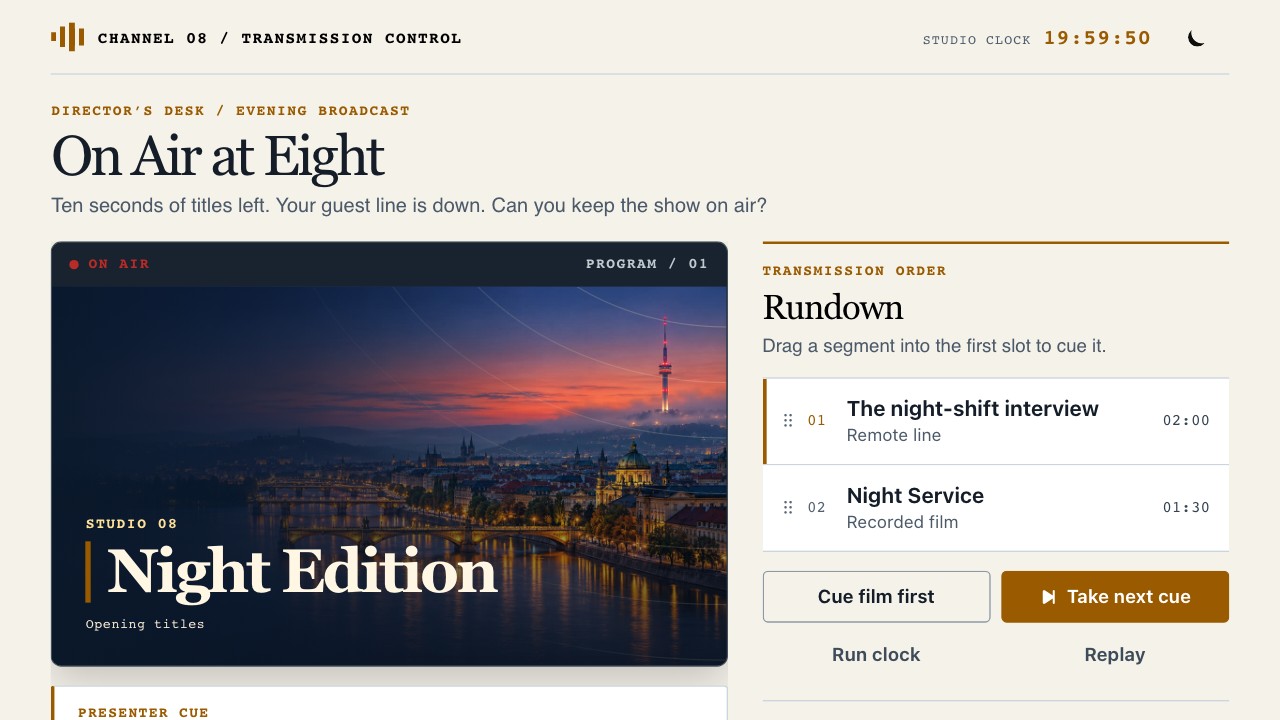 CHANNEL 08 / TRANSMISSION CONTROL
STUDIO CLOCK 19:59:50
DIRECTOR'S DESK / EVENING BROADCAST
On Air at Eight
Ten seconds of titles left. Your guest line is down. Can you keep the show on air?
ON AIR
PROGRAM / 01
STUDIO 08
Night Edition
Opening titles
PRESENTER CUE
TRANSMISSION ORDER
Rundown
Drag a segment into the first slot to cue it.
01 The night-shift interview 02:00
Remote line
02 Night Service 01:30
Recorded film
Cue film first
Take next cue
Run clock
Replay